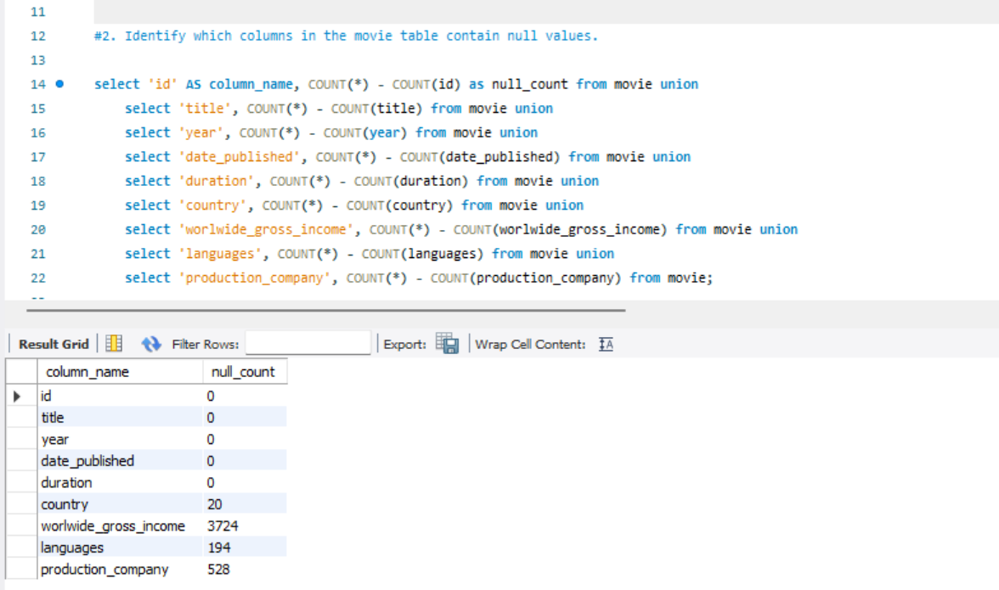 11
12 #2. Identify which columns in the movie table contain null values.
13
14 select 'id' AS column_name, COUNT(*) - COUNT(id) as null_count from movie union
15 select 'title', COUNT(*) - COUNT(title) from movie union
16 select 'year', COUNT(*) - COUNT(year) from movie union
17 select 'date_published', COUNT(*) - COUNT(date_published) from movie union
18 select 'duration', COUNT(*) - COUNT(duration) from movie union
19 select 'country', COUNT(*) - COUNT(country) from movie union
20 select 'worlwide_gross_income', COUNT(*) - COUNT(worlwide_gross_income) from movie union
21 select 'languages', COUNT(*) - COUNT(languages) from movie union
22 select 'production_company', COUNT(*) - COUNT(production_company) from movie;
Result Grid Filter Rows: Export: Wrap Cell Content: IA
column_name null_count
id 0
title 0
year 0
date_published 0
duration 0
country 20
worlwide_gross_income 3724
languages 194
production_company 528